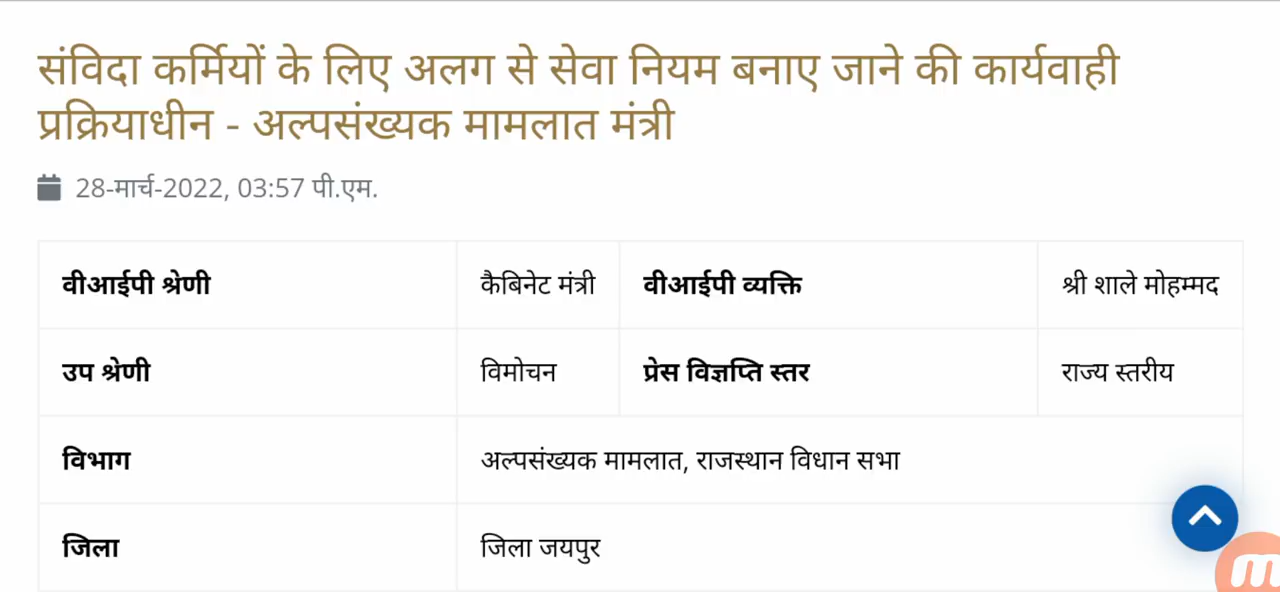 संविदा कर्मियों के लिए अलग से सेवा नियम बनाए जाने की कार्यवाही
प्रक्रियाधीन - अल्पसंख्यक मामलात मंत्री
28-मार्च-2022, 03:57 पी.एम.
वीआईपी श्रेणी कैबिनेट मंत्री वीआईपी व्यक्ति श्री शाले मोहम्मद
उप श्रेणी विमोचन प्रेस विज्ञप्ति स्तर राज्य स्तरीय
विभाग अल्पसंख्यक मामलात, राजस्थान विधान सभा
जिला जिला जयपुर